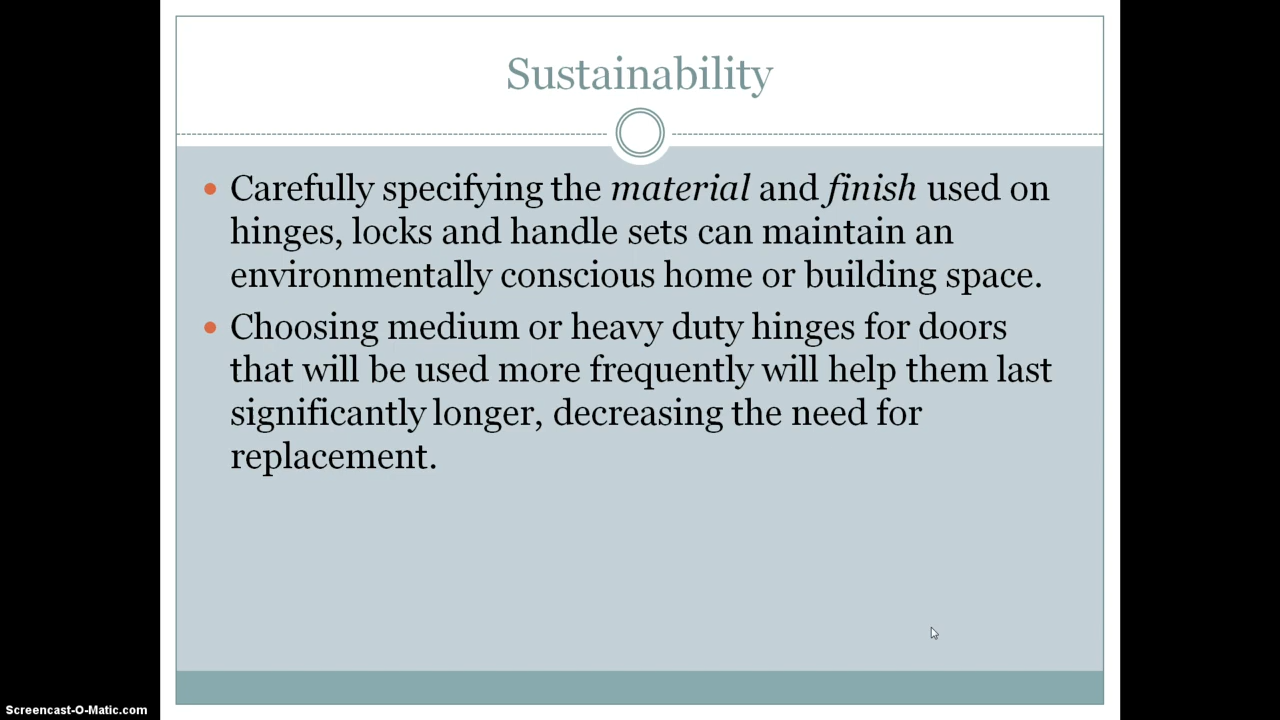 Sustainability
• Carefully specifying the material and finish used on
hinges, locks and handle sets can maintain an
environmentally conscious home or building space.
• Choosing medium or heavy duty hinges for doors
that will be used more frequently will help them last
significantly longer, decreasing the need for
replacement.
Screencast-O-Matic.com